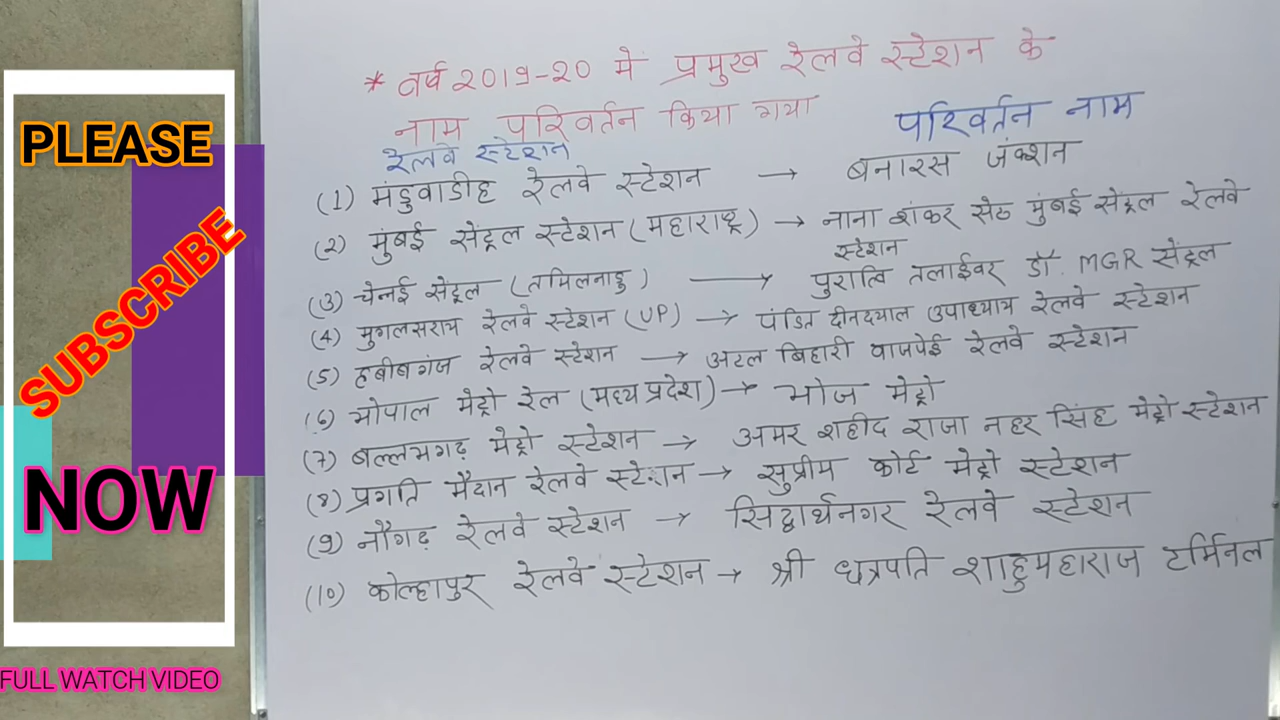 PLEASE
SUBSCRIBE
NOW
FULL WATCH VIDEO
* वर्ष 2019-20 में प्रमुख रेलवे स्टेशन के
नाम परिवर्तन किया गया
रेलवे स्टेशन
परिवर्तन नाम
(1) मंडुवाडीह रेलवे स्टेशन → बनारस जंक्शन
(2) मुंबई सेंट्रल स्टेशन (महाराष्ट्र) → नाना शंकर सेठ मुंबई सेंट्रल रेलवे
स्टेशन
(3) चेन्नई सेंट्रल (तमिलनाडु) → पुरात्वि तलाईवर डॉ. MGR सेंट्रल
(4) मुगलसराय रेलवे स्टेशन (UP) → पंडित दीनदयाल उपाध्याय रेलवे स्टेशन
(5) हबीबगंज रेलवे स्टेशन → अटल बिहारी वाजपेई रेलवे स्टेशन
(6) भोपाल मेट्रो रेल (मध्य प्रदेश) → भोज मेट्रो
(7) बल्लभगढ़ मेट्रो स्टेशन → अमर शहीद राजा नहर सिंह मेट्रो स्टेशन
(8) प्रगति मैदान रेलवे स्टेशन → सुप्रीम कोर्ट मेट्रो स्टेशन
(9) नौगढ़ रेलवे स्टेशन → सिद्धार्थनगर रेलवे स्टेशन
(10) कोल्हापुर रेलवे स्टेशन → श्री छत्रपति शाहुमहाराज टर्मिनल